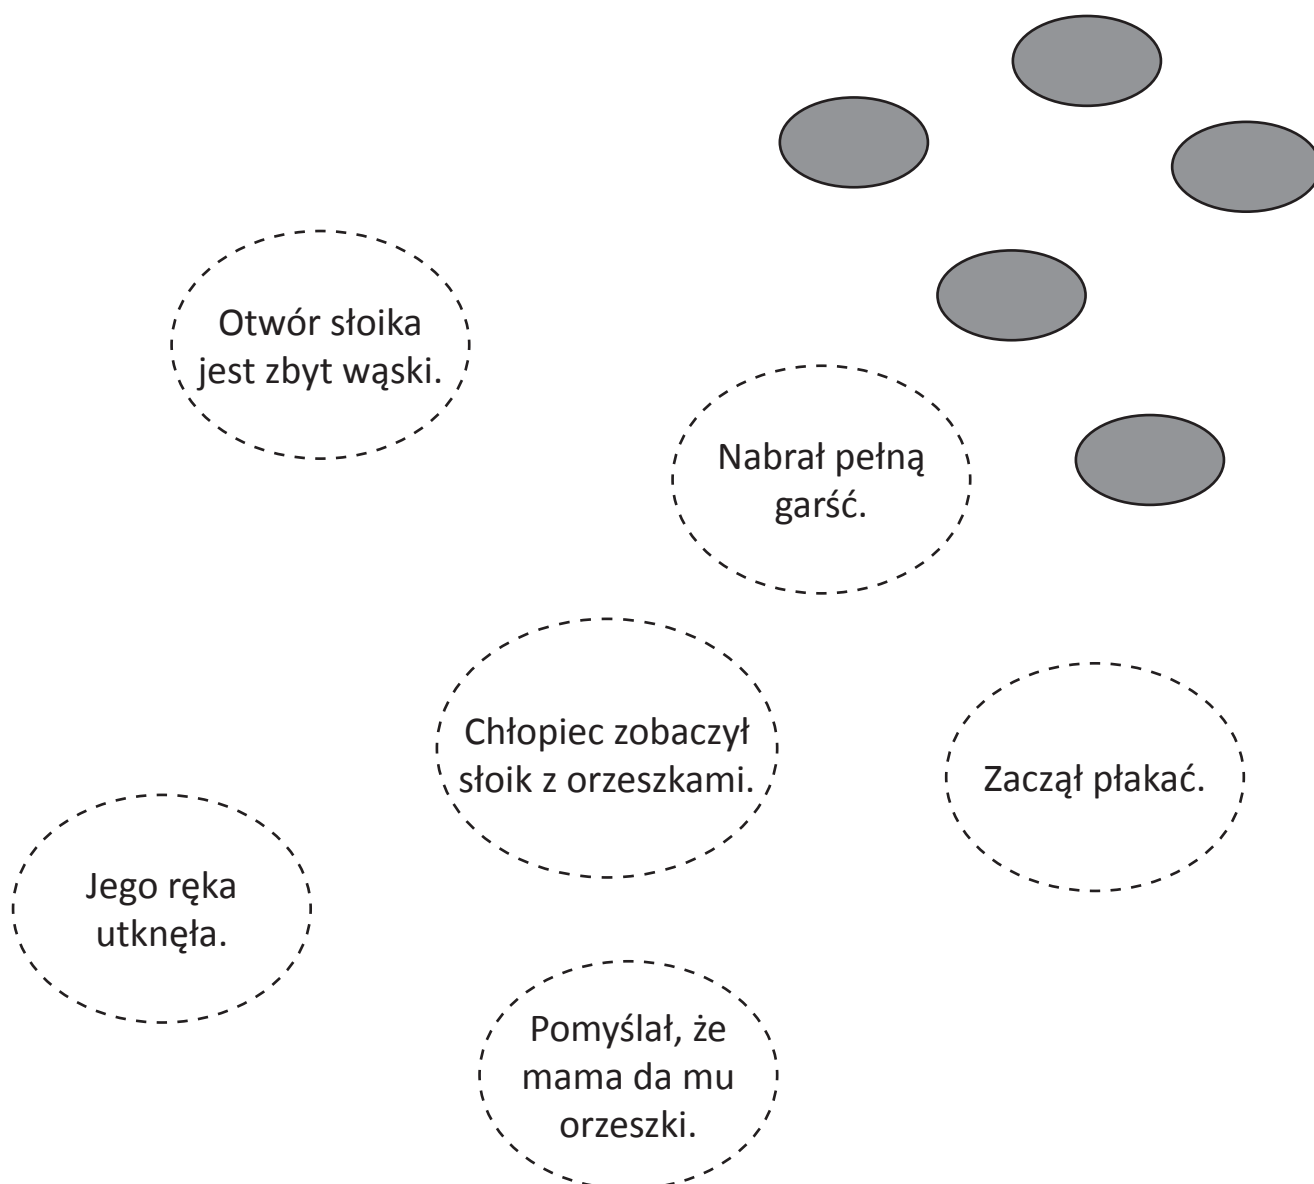 Otwór słoika
jest zbyt wąski.
Nabrał pełną
garść.
Chłopiec zobaczył
słoik z orzeszkami.
Zaczął płakać.
Jego ręka
utknęła.
Pomyślał, że
mama da mu
orzeszki.